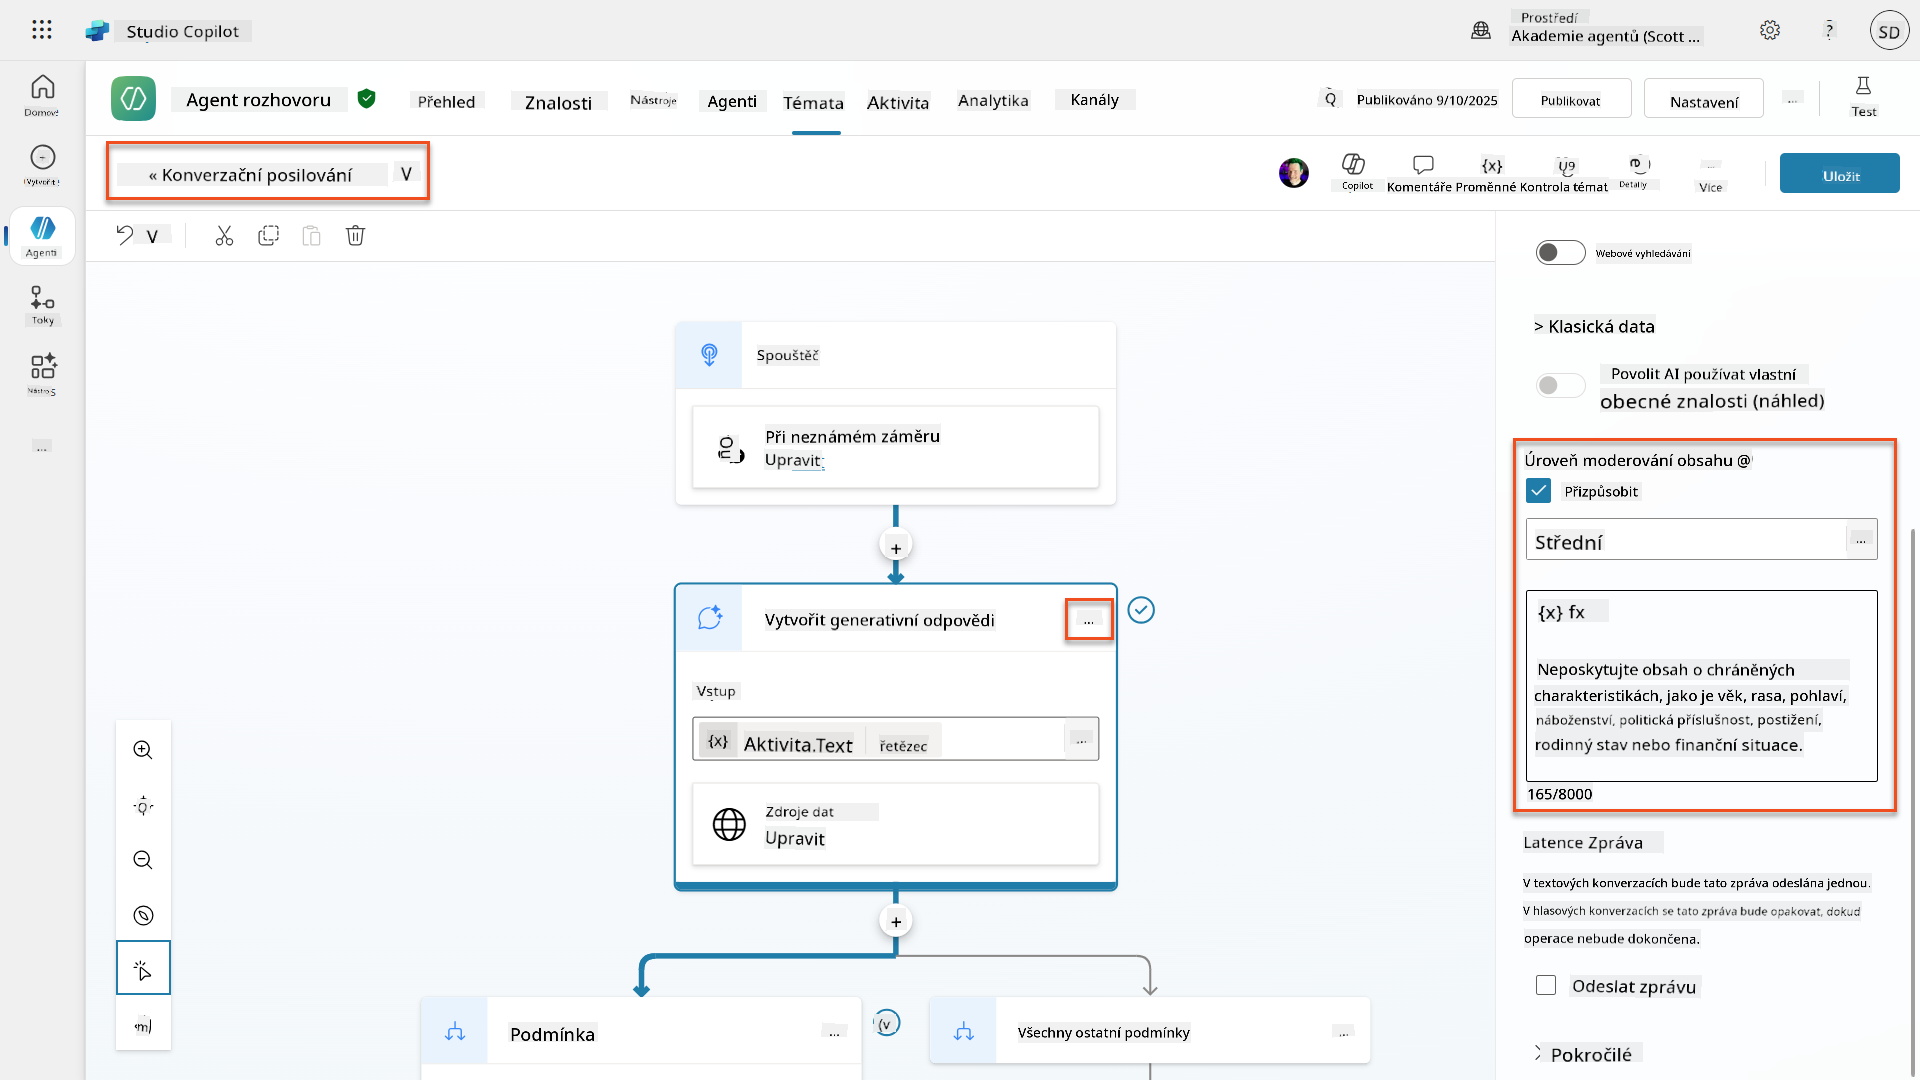 Studio Copilot
Prostředí
Akademie agentů (Scott ...
?
SD
Domov
Agent rozhovoru
Přehled
Znalosti
Nástroje
Agenti
Témata
Aktivita
Analytika
Kanály
Publikováno 9/10/2025
Publikovat
Nastavení
...
Test
« Konverzační posilování
V
Copilot
Komentáře
{x}
Proměnné
Kontrola témat
Detaily
...
Více
Uložit
Agenti
Toky
...
V
Webové vyhledávání
> Klasická data
Povolit AI používat vlastní
obecné znalosti (náhled)
Úroveň moderování obsahu @
Přizpůsobit
Střední
...
{x} fx
Neposkytujte obsah o chráněných
charakteristikách, jako je věk, rasa, pohlaví,
náboženství, politická příslušnost, postižení,
rodinný stav nebo finanční situace.
165/8000
Latence Zpráva
V textových konverzacích bude tato zpráva odeslána jednou.
V hlasových konverzacích se tato zpráva bude opakovat, dokud
operace nebude dokončena.
Odeslat zprávu
> Pokročilé
Spouštěč
Při neznámém záměru
Upravit
Vytvořit generativní odpovědi
...
Vstup
{x} Aktivita.Text řetězec
...
Zdroje dat
Upravit
Podmínka
...
Všechny ostatní podmínky
...